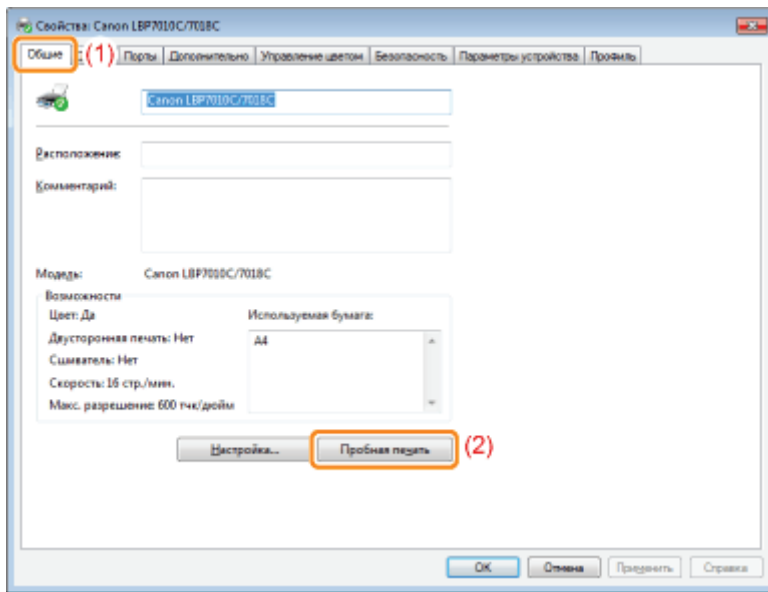 Свойства: Canon LBP7010C/7018C
Общие (1) Порты Дополнительно Управление цветом Безопасность Параметры устройства Профиль
Canon LBP7010C/7018C
Расположение:
Комментарий:
Модель: Canon LBP7010C/7018C
Возможности
Цвет: Да Используемая бумага:
Двусторонняя печать: Нет A4
Сшиватель: Нет
Скорость: 16 стр./мин.
Макс. разрешение: 600 тчк/дюйм
Настройка... Пробная печать (2)
OK Отмена Применить Справка